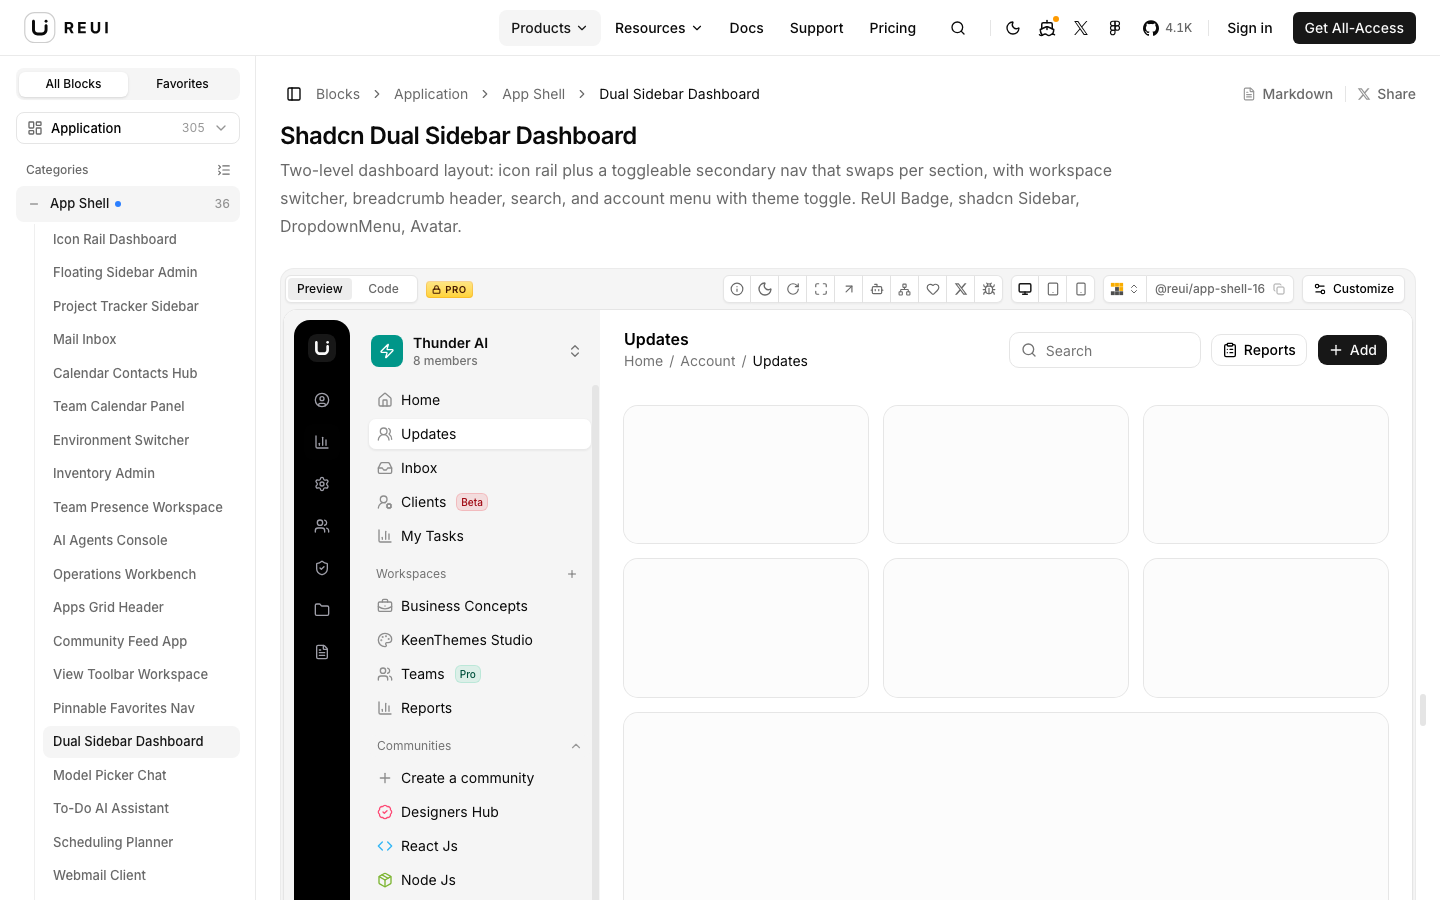 REUI
Products
Resources
Docs
Support
Pricing
4.1K
Sign in
Get All-Access
All Blocks
Favorites
Application
305
Categories
App Shell
36
Icon Rail Dashboard
Floating Sidebar Admin
Project Tracker Sidebar
Mail Inbox
Calendar Contacts Hub
Team Calendar Panel
Environment Switcher
Inventory Admin
Team Presence Workspace
AI Agents Console
Operations Workbench
Apps Grid Header
Community Feed App
View Toolbar Workspace
Pinnable Favorites Nav
Dual Sidebar Dashboard
Model Picker Chat
To-Do AI Assistant
Scheduling Planner
Webmail Client
Blocks
Application
App Shell
Dual Sidebar Dashboard
Markdown
Share
Shadcn Dual Sidebar Dashboard
Two-level dashboard layout: icon rail plus a toggleable secondary nav that swaps per section, with workspace
switcher, breadcrumb header, search, and account menu with theme toggle. ReUI Badge, shadcn Sidebar,
DropdownMenu, Avatar.
Preview
Code
PRO
@reui/app-shell-16
Customize
Thunder AI
8 members
Home
Updates
Inbox
Clients Beta
My Tasks
Workspaces
Business Concepts
KeenThemes Studio
Teams Pro
Reports
Communities
Create a community
Designers Hub
React Js
Node Js
Updates
Home / Account / Updates
Search
Reports
Add